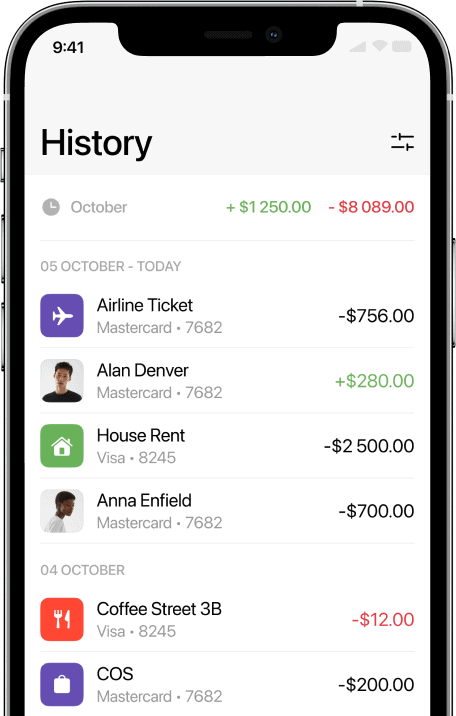 9:41
History
October + $1 250.00 - $8 089.00
05 OCTOBER - TODAY
Airline Ticket
Mastercard • 7682
-$756.00
Alan Denver
Mastercard • 7682
+$280.00
House Rent
Visa • 8245
-$2 500.00
Anna Enfield
Mastercard • 7682
-$700.00
04 OCTOBER
Coffee Street 3B
Visa • 8245
-$12.00
COS
Mastercard • 7682
-$200.00